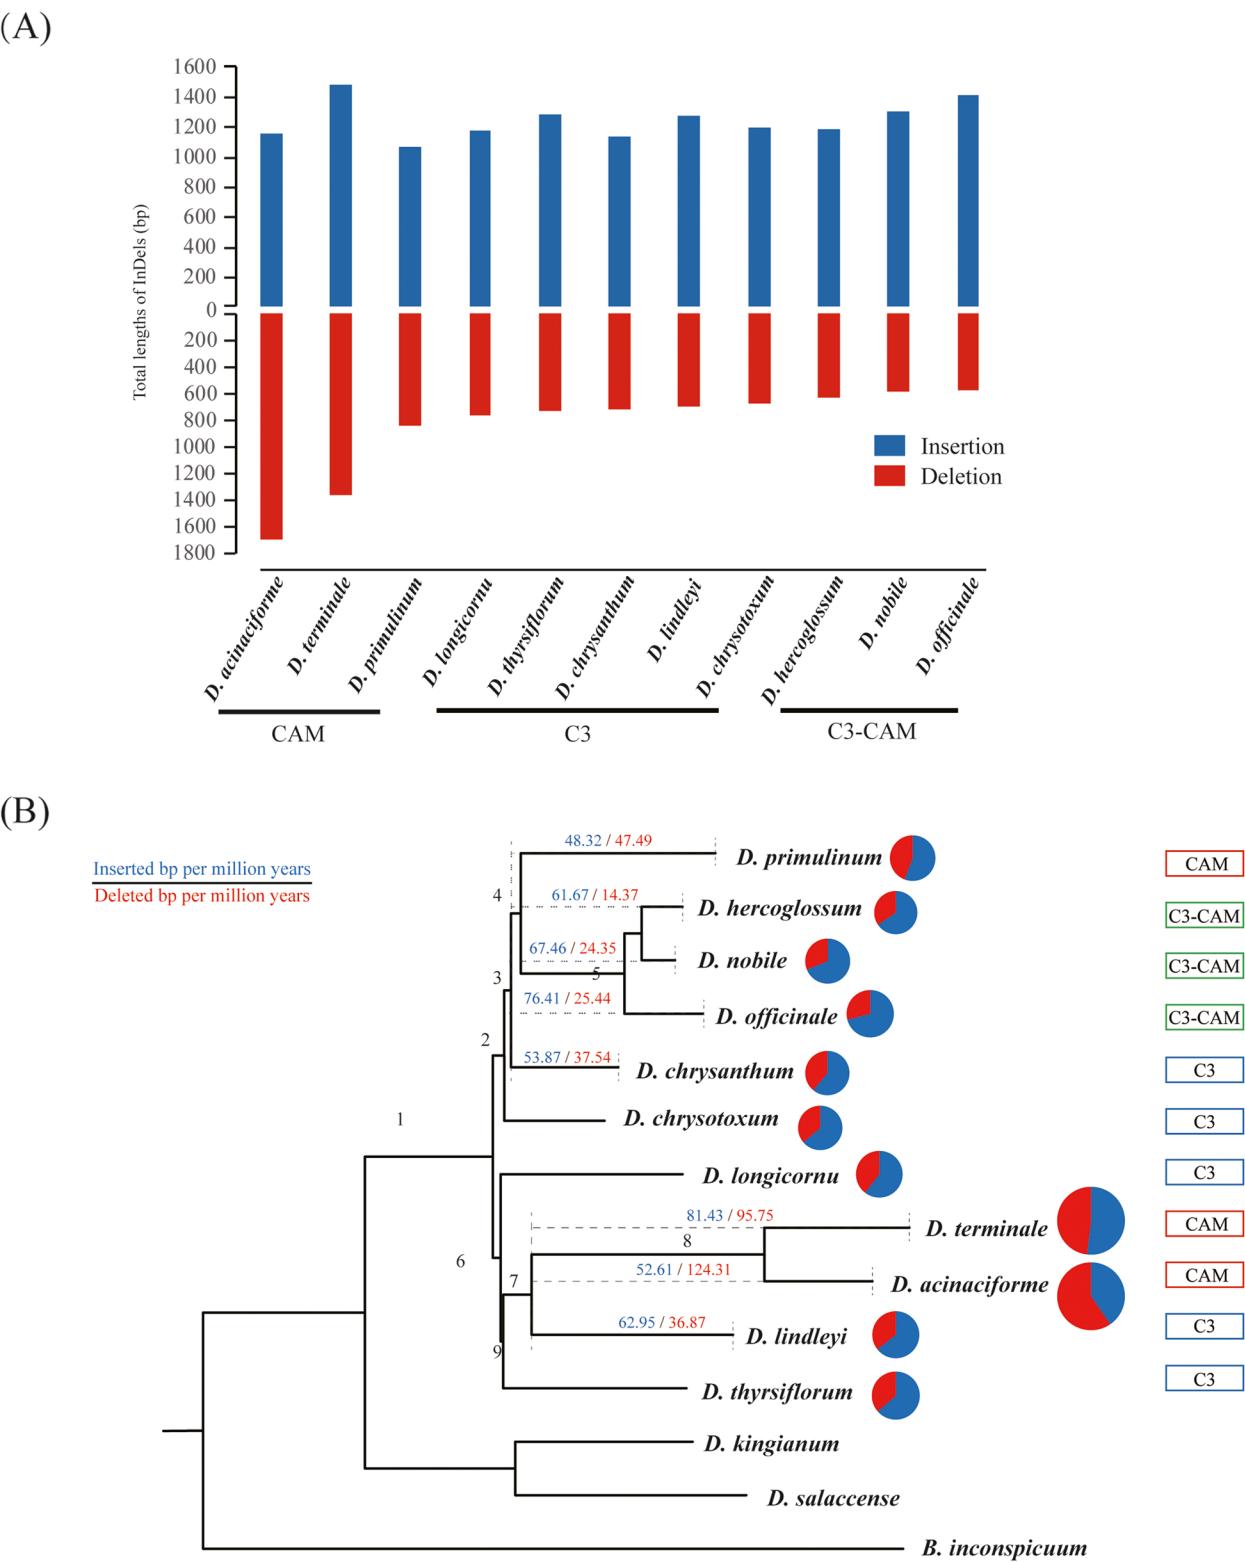 (A)
1600
1400
1200
1000
800
600
400
200
0
200
400
600
800
1000
1200
1400
1600
1800
Total lengths of InDels (bp)
Insertion
Deletion
D. acinaciforme
D. terminale
D. primulinum
D. longicornu
D. thyrsiflorum
D. chrysanthum
D. lindleyi
D. chrysotoxum
D. hercoglossum
D. nobile
D. officinale
CAM
C3
C3-CAM
(B)
Inserted bp per million years
Deleted bp per million years
48.32 / 47.49
D. primulinum
CAM
4
61.67 / 14.37
D. hercoglossum
C3-CAM
67.46 / 24.35
D. nobile
C3-CAM
5
3
76.41 / 25.44
D. officinale
C3-CAM
2
53.87 / 37.54
D. chrysanthum
C3
1
D. chrysotoxum
C3
D. longicornu
C3
81.43 / 95.75
D. terminale
CAM
8
6
52.61 / 124.31
D. acinaciforme
CAM
7
62.95 / 36.87
D. lindleyi
C3
9
D. thyrsiflorum
C3
D. kingianum
D. salaccense
B. inconspicuum